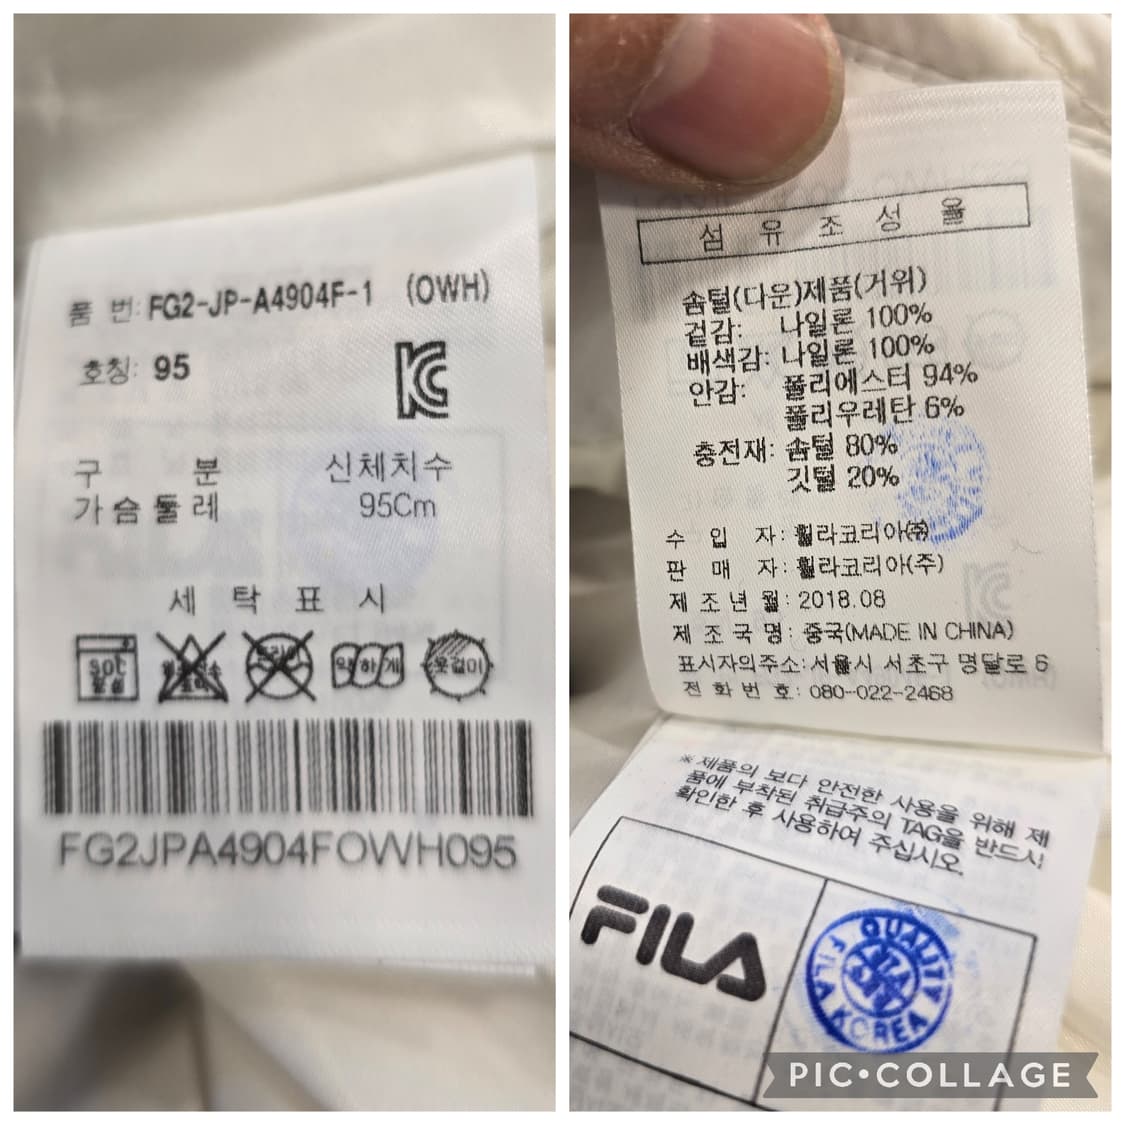 품 번: FG2-JP-A4904F-1 (OWH)
호칭: 95
구 분 신체치수
가슴둘레 95Cm
세 탁 표 시
약하게
옷걸이
FG2JPA4904FOWH095
섬 유 조 성 율
솜털(다운)제품(거위)
겉감: 나일론 100%
배색감: 나일론 100%
안감: 폴리에스터 94%
폴리우레탄 6%
충전재: 솜털 80%
깃털 20%
수 입 자: 휠라코리아(주)
판 매 자: 휠라코리아(주)
제 조 년 월: 2018.08
제 조 국 명: 중국(MADE IN CHINA)
표시자의주소: 서울시 서초구 명달로 6
전 화 번 호: 080-022-2468
※ 제품의 보다 안전한 사용을 위해 제
품에 부착된 취급주의 TAG을 반드시
확인한 후 사용하여 주십시오.
FILA
QUALITY
FILA KOREA
PIC•COLLAGE